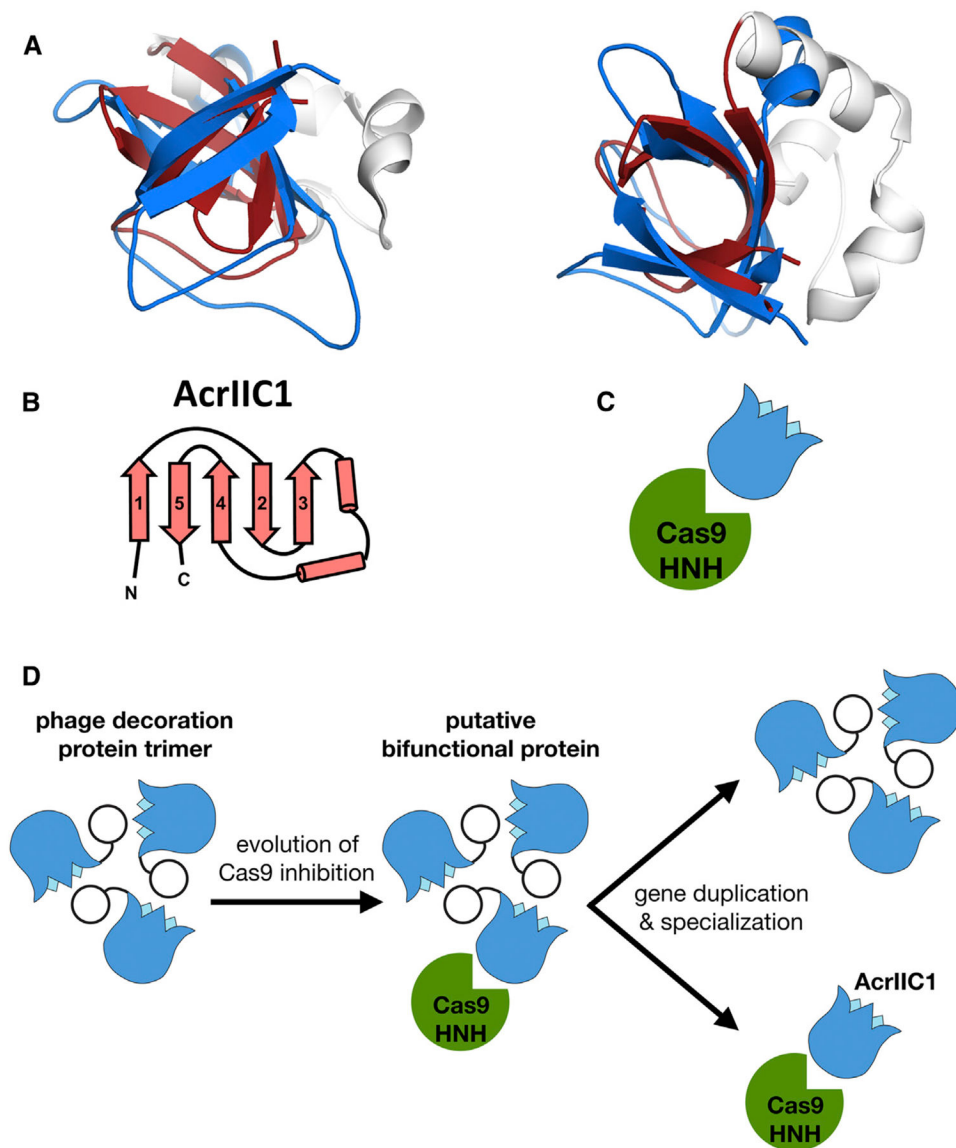 A
B
AcrIIC1
1
5
4
2
3
N
C
C
Cas9
HNH
D
phage decoration
protein trimer
evolution of
Cas9 inhibition
putative
bifunctional protein
Cas9
HNH
gene duplication
& specialization
AcrIIC1
Cas9
HNH